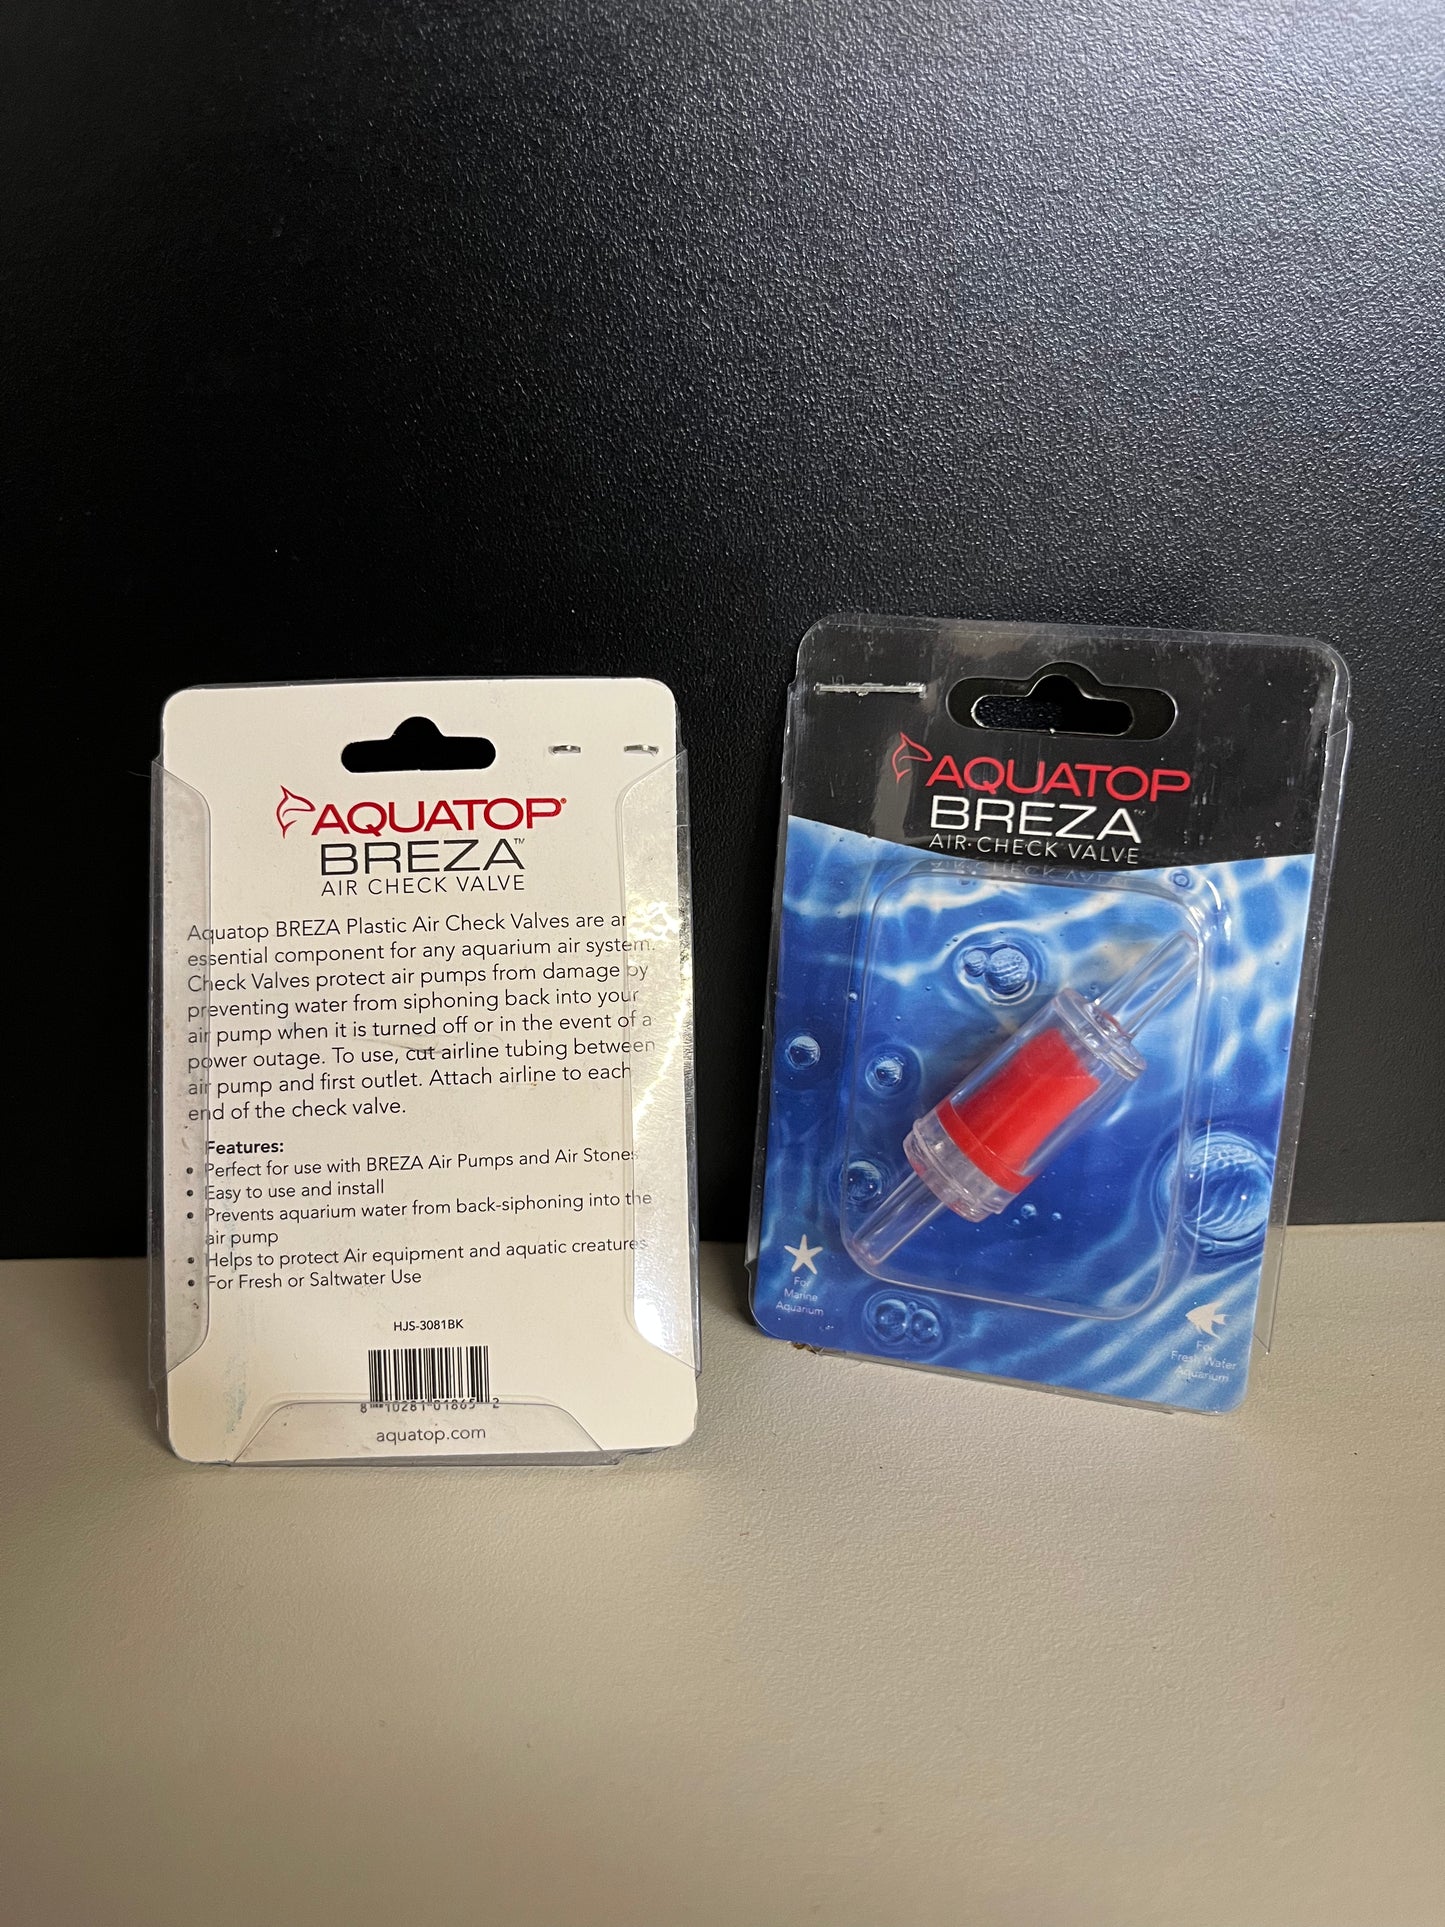 AQUATOP®
BREZA™
AIR CHECK VALVE
Aquatop BREZA Plastic Air Check Valves are an
essential component for any aquarium air system.
Check Valves protect air pumps from damage by
preventing water from siphoning back into your
air pump when it is turned off or in the event of a
power outage. To use, cut airline tubing between
air pump and first outlet. Attach airline to each
end of the check valve.
Features:
• Perfect for use with BREZA Air Pumps and Air Stones
• Easy to use and install
• Prevents aquarium water from back-siphoning into the
air pump
• Helps to protect Air equipment and aquatic creatures
• For Fresh or Saltwater Use
HJS-3081BK
8 10281 01865 2
aquatop.com
AQUATOP
BREZA™
AIR CHECK VALVE
For
Marine
Aquarium
For
Fresh Water
Aquarium